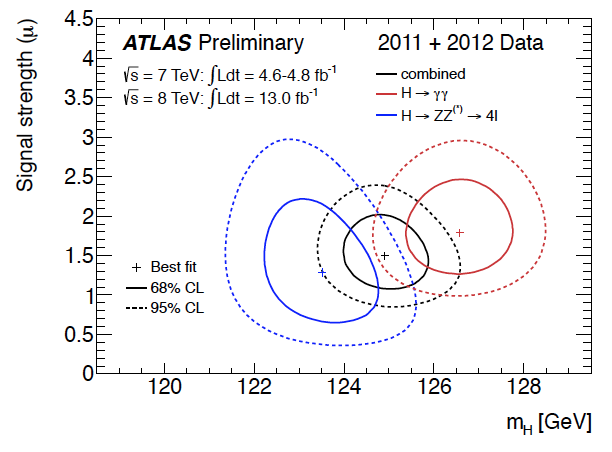 ATLAS Preliminary
2011 + 2012 Data
√s = 7 TeV: ∫Ldt = 4.6-4.8 fb⁻¹
√s = 8 TeV: ∫Ldt = 13.0 fb⁻¹
combined
H → γγ
H → ZZ⁽*⁾ → 4l
Signal strength (μ)
4.5
4
3.5
3
2.5
2
1.5
1
0.5
0
+ Best fit
68% CL
95% CL
120
122
124
126
128
m_H [GeV]